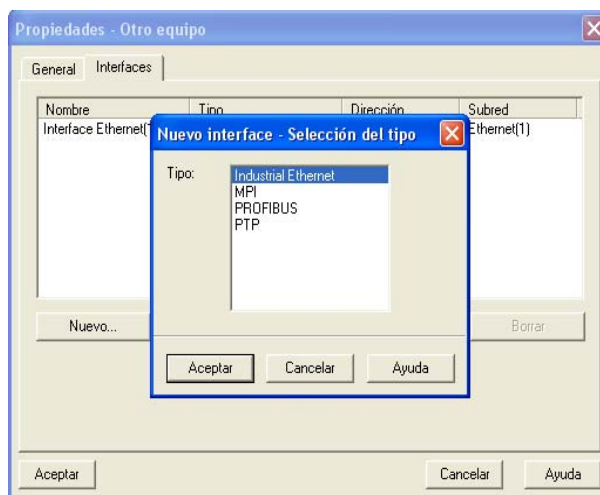 Propiedades - Otro equipo
General Interfaces
Nombre Tipo Dirección Subred
Interface Ethernet( Ethernet(1)
Nuevo interface - Selección del tipo
Tipo: Industrial Ethernet
MPI
PROFIBUS
PTP
Nuevo... Borrar
Aceptar Cancelar Ayuda
Aceptar Cancelar Ayuda